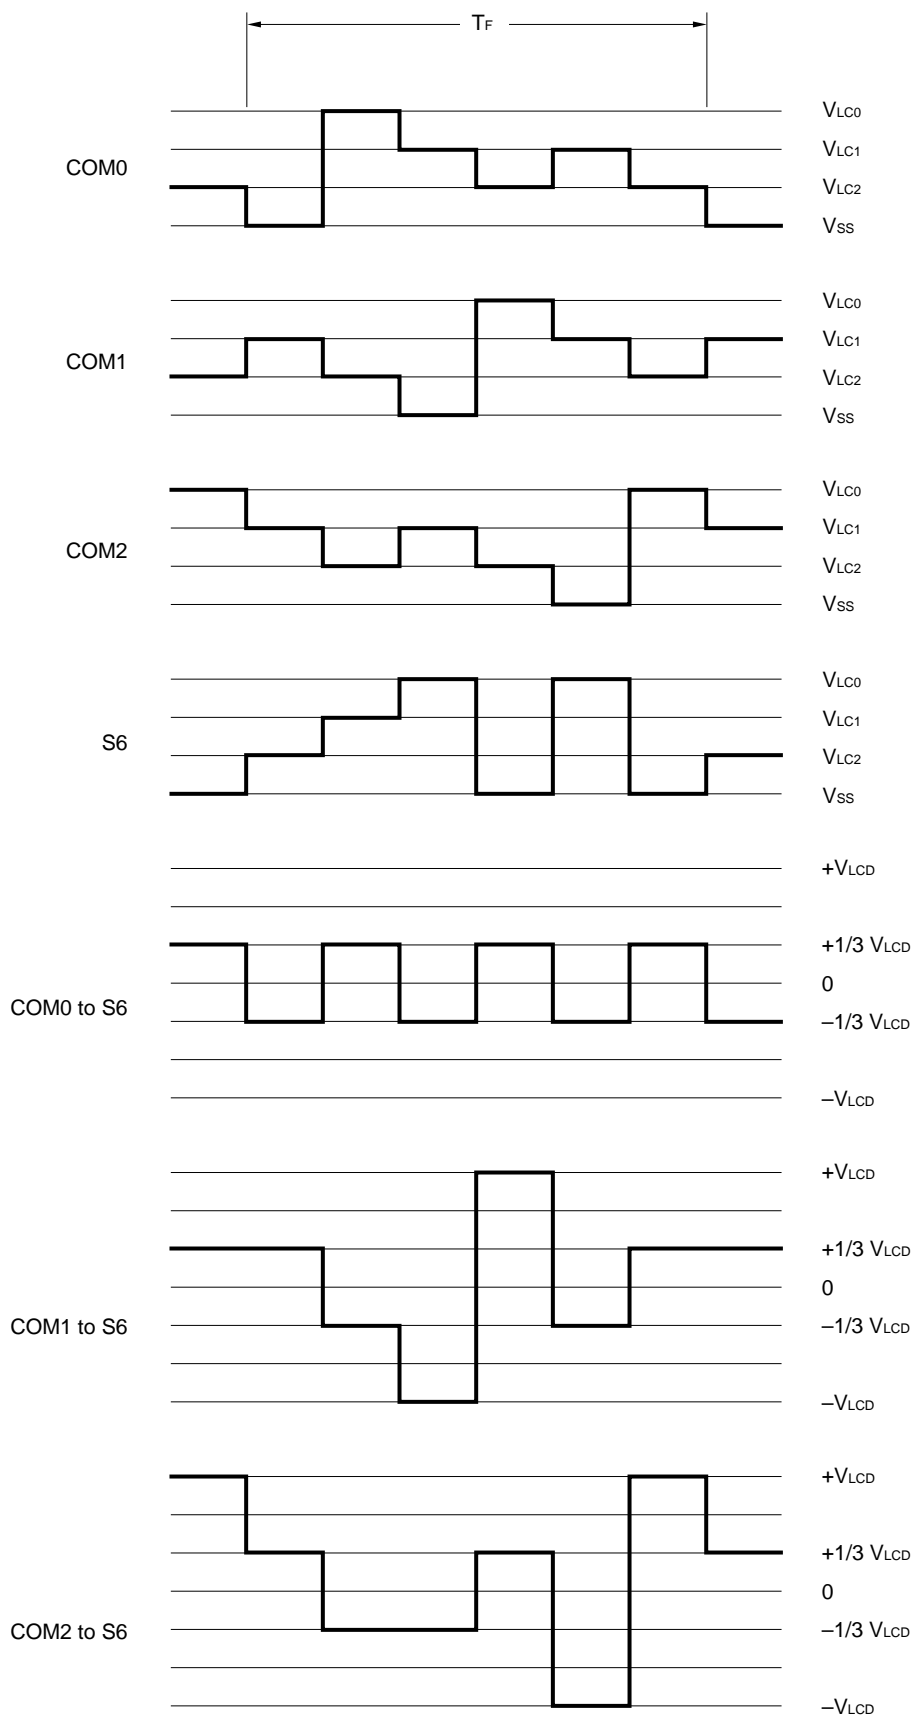 TF
VLC0
VLC1
COM0
VLC2
VSS
VLC0
VLC1
COM1
VLC2
VSS
VLC0
VLC1
COM2
VLC2
VSS
VLC0
VLC1
S6
VLC2
VSS
+VLCD
+1/3 VLCD
0
COM0 to S6
–1/3 VLCD
–VLCD
+VLCD
+1/3 VLCD
0
COM1 to S6
–1/3 VLCD
–VLCD
+VLCD
+1/3 VLCD
0
COM2 to S6
–1/3 VLCD
–VLCD